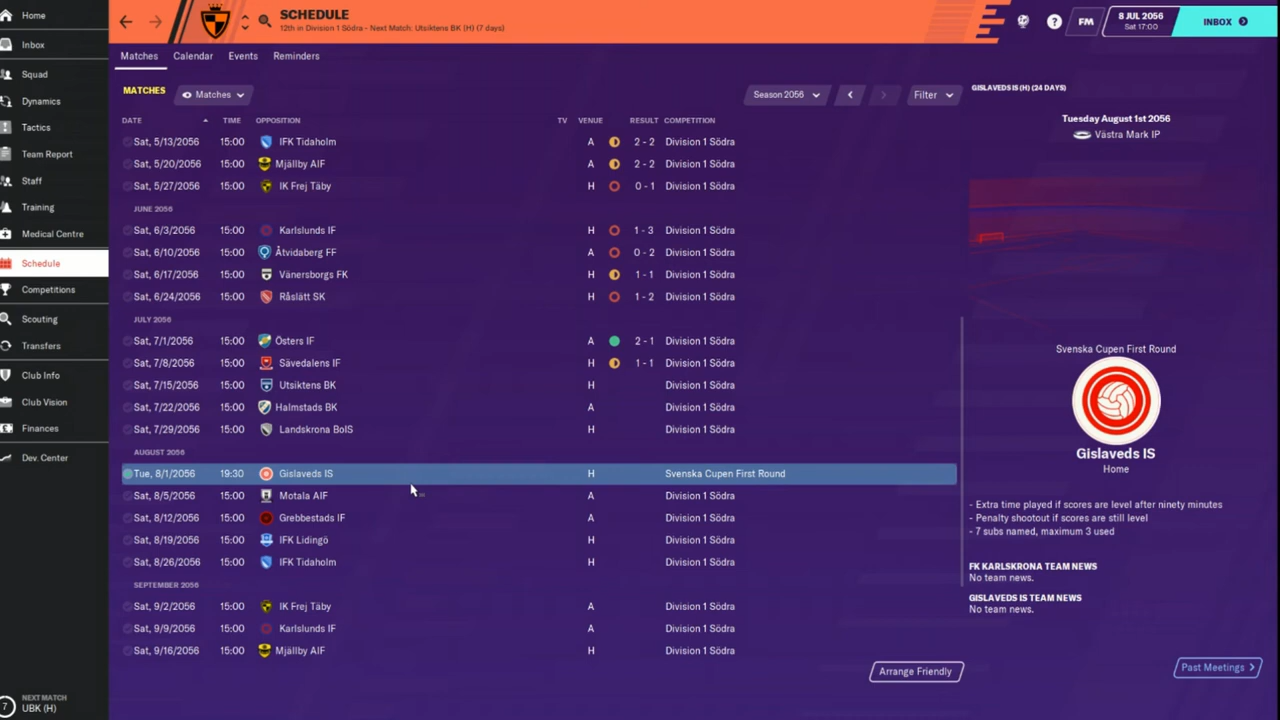 Home
Inbox
Squad
Dynamics
Tactics
Team Report
Staff
Training
Medical Centre
Schedule
Competitions
Scouting
Transfers
Club Info
Club Vision
Finances
Dev. Center
7
NEXT MATCH
UBK (H)
SCHEDULE
12th in Division 1 Södra - Next Match: Utsiktens BK (H) (7 days)
?
FM
8 JUL 2056
Sat 17:00
INBOX
Matches Calendar Events Reminders
MATCHES Matches
Season 2056 Filter
DATE TIME OPPOSITION TV VENUE RESULT COMPETITION
Sat, 5/13/2056 15:00 IFK Tidaholm A 2 - 2 Division 1 Södra
Sat, 5/20/2056 15:00 Mjällby AIF A 2 - 2 Division 1 Södra
Sat, 5/27/2056 15:00 IK Frej Täby H 0 - 1 Division 1 Södra
JUNE 2056
Sat, 6/3/2056 15:00 Karlslunds IF H 1 - 3 Division 1 Södra
Sat, 6/10/2056 15:00 Åtvidaberg FF A 0 - 2 Division 1 Södra
Sat, 6/17/2056 15:00 Vänersborgs FK H 1 - 1 Division 1 Södra
Sat, 6/24/2056 15:00 Råslätt SK H 1 - 2 Division 1 Södra
JULY 2056
Sat, 7/1/2056 15:00 Östers IF A 2 - 1 Division 1 Södra
Sat, 7/8/2056 15:00 Sävedalens IF H 1 - 1 Division 1 Södra
Sat, 7/15/2056 15:00 Utsiktens BK H Division 1 Södra
Sat, 7/22/2056 15:00 Halmstads BK A Division 1 Södra
Sat, 7/29/2056 15:00 Landskrona BoIS H Division 1 Södra
AUGUST 2056
Tue, 8/1/2056 19:30 Gislaveds IS H Svenska Cupen First Round
Sat, 8/5/2056 15:00 Motala AIF A Division 1 Södra
Sat, 8/12/2056 15:00 Grebbestads IF A Division 1 Södra
Sat, 8/19/2056 15:00 IFK Lidingö H Division 1 Södra
Sat, 8/26/2056 15:00 IFK Tidaholm H Division 1 Södra
SEPTEMBER 2056
Sat, 9/2/2056 15:00 IK Frej Täby A Division 1 Södra
Sat, 9/9/2056 15:00 Karlslunds IF A Division 1 Södra
Sat, 9/16/2056 15:00 Mjällby AIF H Division 1 Södra
Arrange Friendly
GISLAVEDS IS (H) (24 DAYS)
Tuesday August 1st 2056
Västra Mark IP
Svenska Cupen First Round
Gislaveds IS
Home
- Extra time played if scores are level after ninety minutes
- Penalty shootout if scores are still level
- 7 subs named, maximum 3 used
FK KARLSKRONA TEAM NEWS
No team news.
GISLAVEDS IS TEAM NEWS
No team news.
Past Meetings